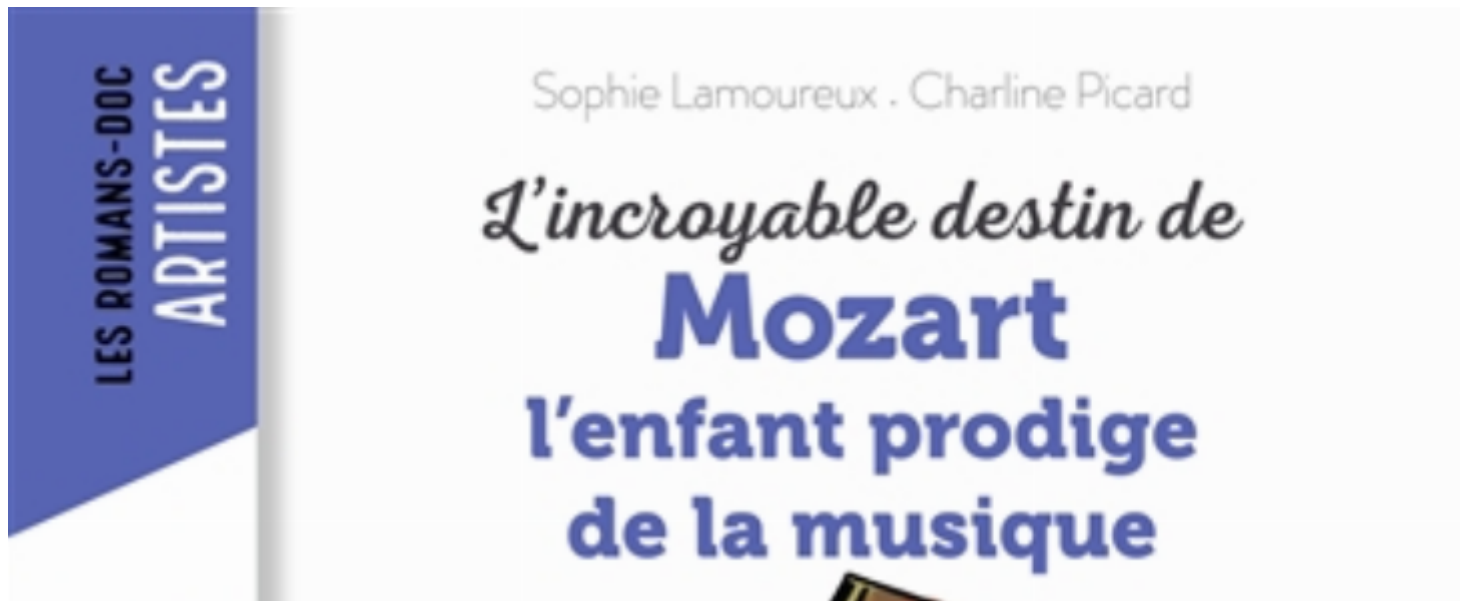 LES ROMANS-DOC
ARTISTES
Sophie Lamoureux . Charline Picard
L'incroyable destin de
Mozart
l'enfant prodige
de la musique